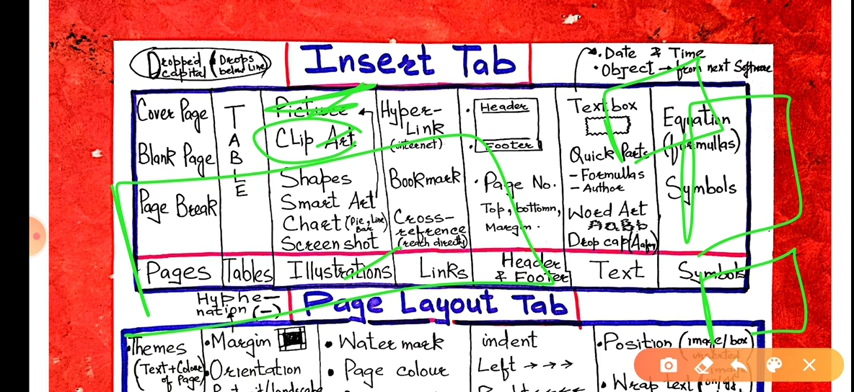 Dropped capital (Drops below Line)
Insert Tab
• Date & Time
• Object → from next Software
Cover Page
Blank Page
Page Break
Pages
TABLE
Tables
Picture
CLip Art
Shapes
Smart Art
Chart (Pie, Line Bar)
Screen shot
Illustrations
Hyper-
Link
(internet)
Bookmark
Cross-
refrence
(reach directly)
Links
• Header
• Footer
• Page No.
Top, bottomn,
Margin.
Header
& Footer
Text box
Quick Parts
- Formullas
- Author
Word Art
Drop cap
Text
Equation
(formullas)
Symbols
Symbols
Hyphe-
nation (-)
Page Layout Tab
• Themes
(Text+Colour
of Page)
• Margin
• Orientation
• Water mark
• Page colour
indent
Left → → →
• Position (image/box)
• Wrap text